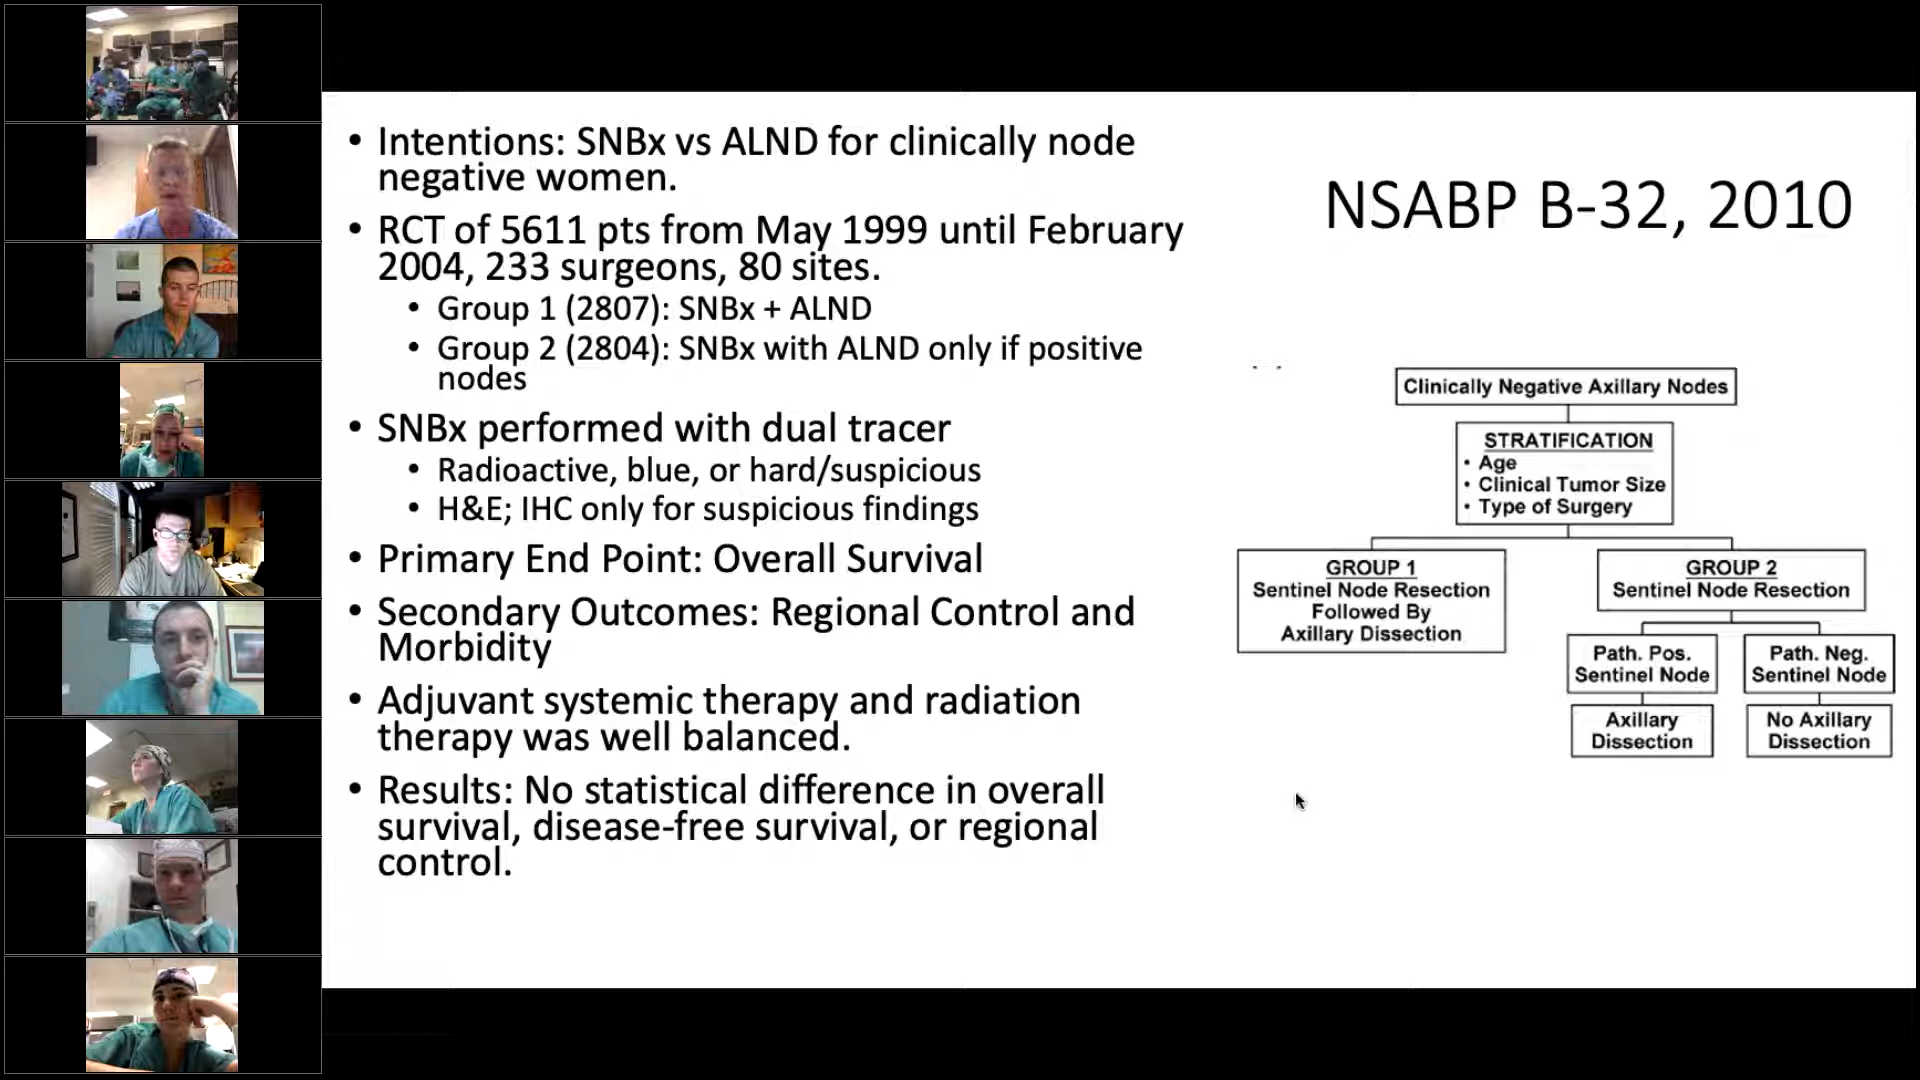 • Intentions: SNBx vs ALND for clinically node
negative women.
• RCT of 5611 pts from May 1999 until February
2004, 233 surgeons, 80 sites.
• Group 1 (2807): SNBx + ALND
• Group 2 (2804): SNBx with ALND only if positive
nodes
• SNBx performed with dual tracer
• Radioactive, blue, or hard/suspicious
• H&E; IHC only for suspicious findings
• Primary End Point: Overall Survival
• Secondary Outcomes: Regional Control and
Morbidity
• Adjuvant systemic therapy and radiation
therapy was well balanced.
• Results: No statistical difference in overall
survival, disease-free survival, or regional
control.
NSABP B-32, 2010
Clinically Negative Axillary Nodes
STRATIFICATION
• Age
• Clinical Tumor Size
• Type of Surgery
GROUP 1
Sentinel Node Resection
Followed By
Axillary Dissection
GROUP 2
Sentinel Node Resection
Path. Pos.
Sentinel Node
Axillary
Dissection
Path. Neg.
Sentinel Node
No Axillary
Dissection